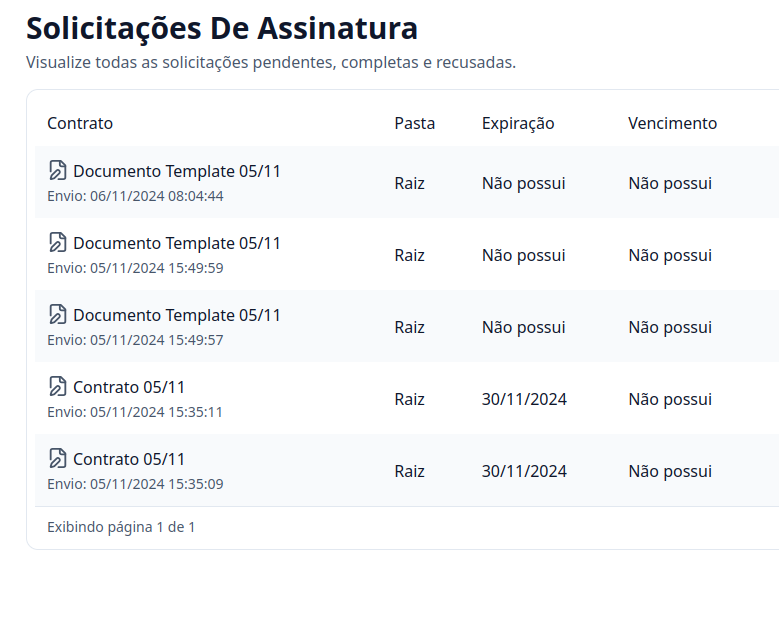 Solicitações De Assinatura
Visualize todas as solicitações pendentes, completas e recusadas.
Contrato Pasta Expiração Vencimento
Documento Template 05/11
Envio: 06/11/2024 08:04:44
Raiz Não possui Não possui
Documento Template 05/11
Envio: 05/11/2024 15:49:59
Raiz Não possui Não possui
Documento Template 05/11
Envio: 05/11/2024 15:49:57
Raiz Não possui Não possui
Contrato 05/11
Envio: 05/11/2024 15:35:11
Raiz 30/11/2024 Não possui
Contrato 05/11
Envio: 05/11/2024 15:35:09
Raiz 30/11/2024 Não possui
Exibindo página 1 de 1